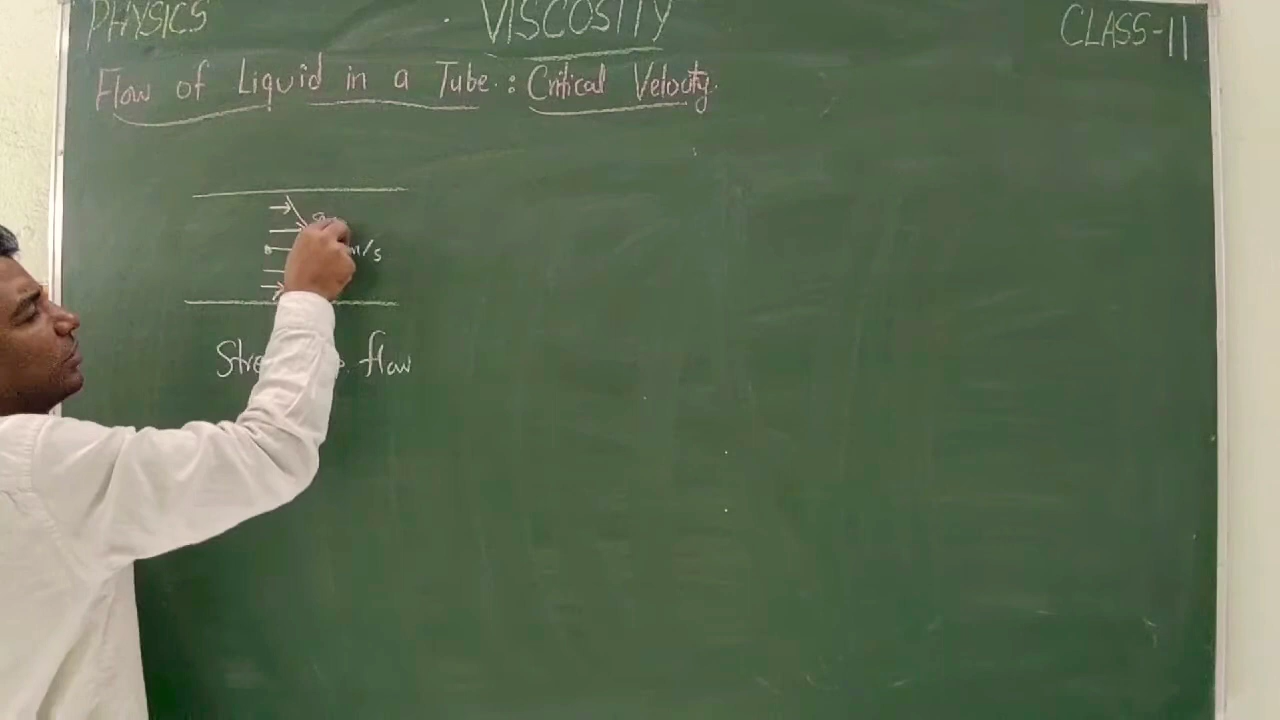 PHYSICS VISCOSITY CLASS-11
Flow of Liquid in a Tube : Critical Velocity.
m/s
flow